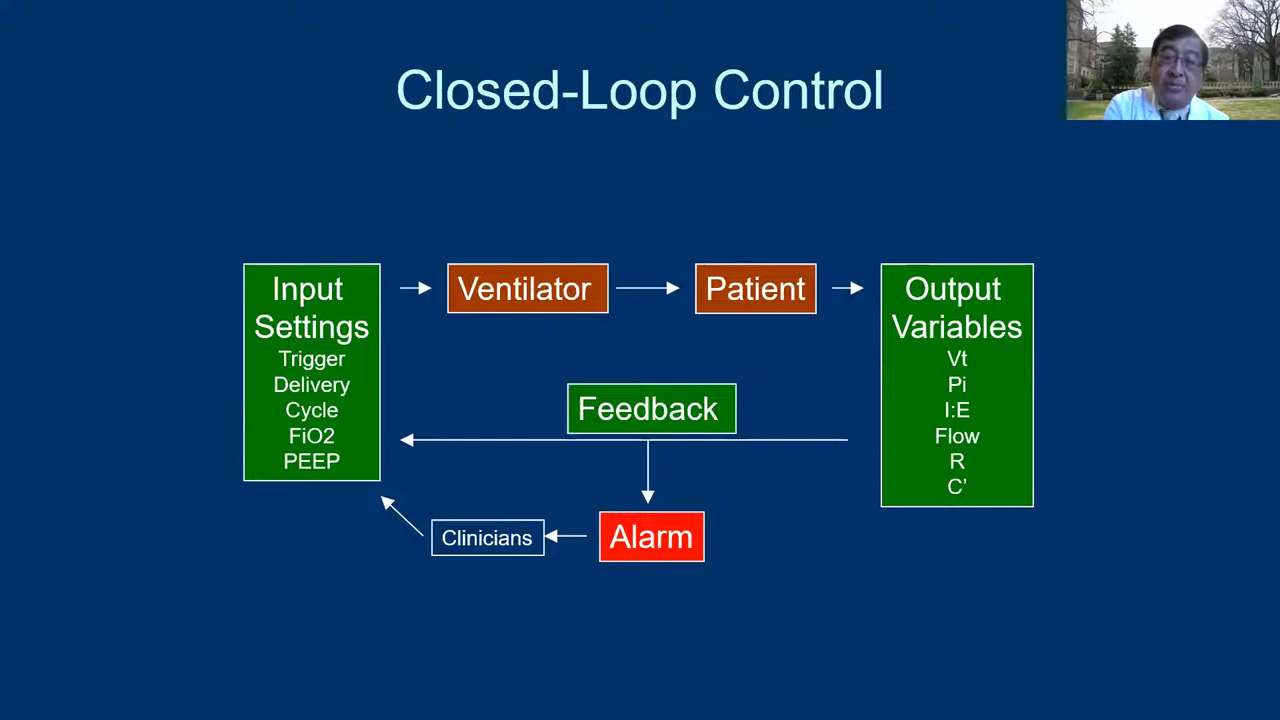 Closed-Loop Control
Input
Settings
Trigger
Delivery
Cycle
FiO2
PEEP
Ventilator
Patient
Output
Variables
Vt
Pi
I:E
Flow
R
C’
Feedback
Alarm
Clinicians